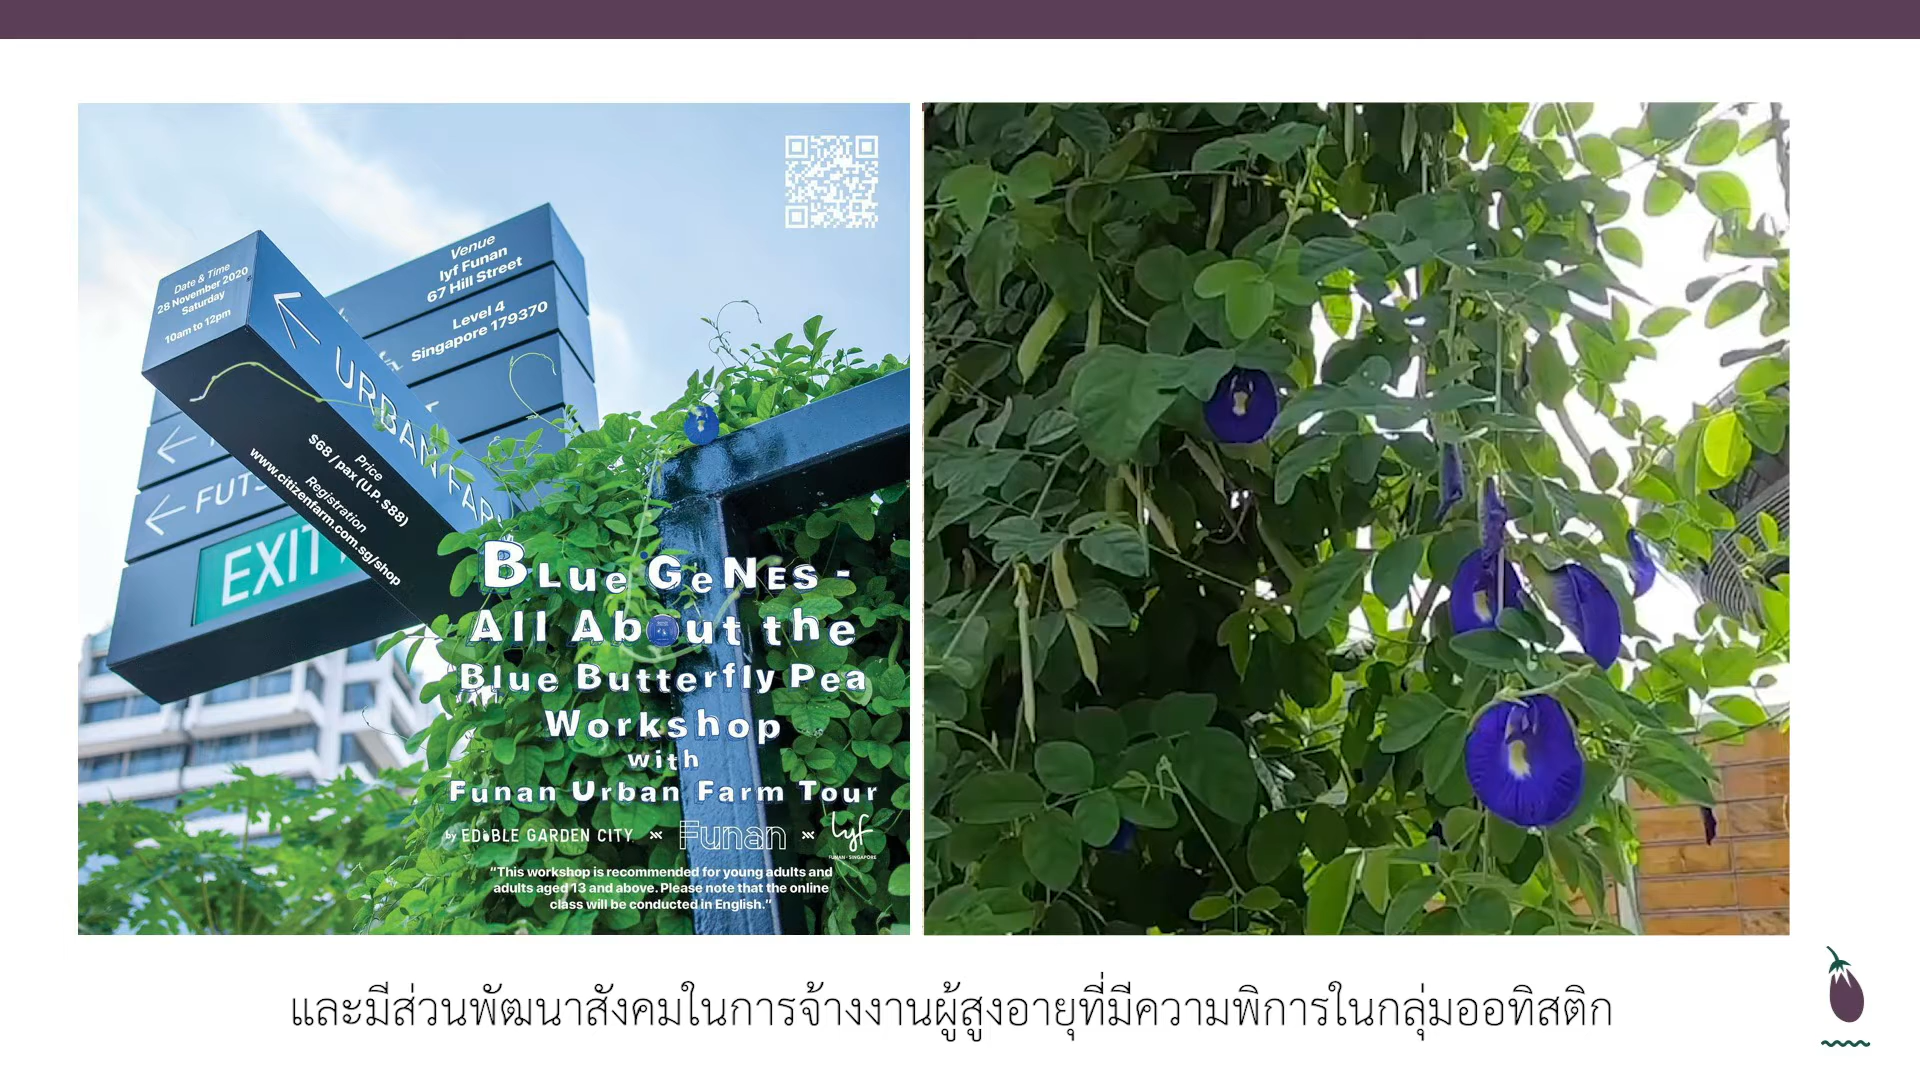 Date & Time
28 November 2020
Saturday
10am to 12pm
Venue
lyf Funan
67 Hill Street
Level 4
Singapore 179370
URBAN FAR
FUTS
EXIT
Price
$68 / pax (U.P. $88)
Registration
www.citizenfarm.com.sg/shop
Blue GeNes -
All About the
Blue Butterfly Pea
Workshop
with
Funan Urban Farm Tour
by EDIBLE GARDEN CITY × Funan × lyf
FUNAN · SINGAPORE
"This workshop is recommended for young adults and
adults aged 13 and above. Please note that the online
class will be conducted in English."
และมีส่วนพัฒนาสังคมในการจ้างงานผู้สูงอายุที่มีความพิการในกลุ่มออทิสติก